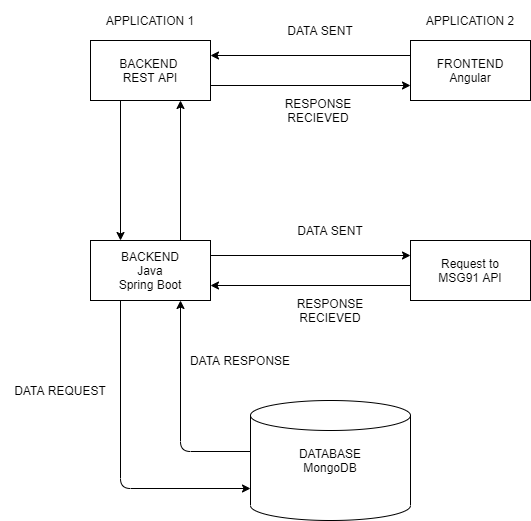 APPLICATION 1
APPLICATION 2
DATA SENT
BACKEND
REST API
FRONTEND
Angular
RESPONSE
RECIEVED
DATA SENT
BACKEND
Java
Spring Boot
Request to
MSG91 API
RESPONSE
RECIEVED
DATA RESPONSE
DATA REQUEST
DATABASE
MongoDB